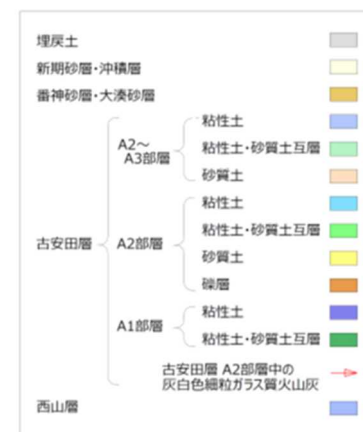 埋戻土
新期砂層・沖積層
番神砂層・大湊砂層
古安田層
A2～
A3部層
粘性土
粘性土・砂質土互層
砂質土
A2部層
粘性土
粘性土・砂質土互層
砂質土
礫層
A1部層
粘性土
粘性土・砂質土互層
古安田層 A2部層中の
灰白色細粒ガラス質火山灰
西山層